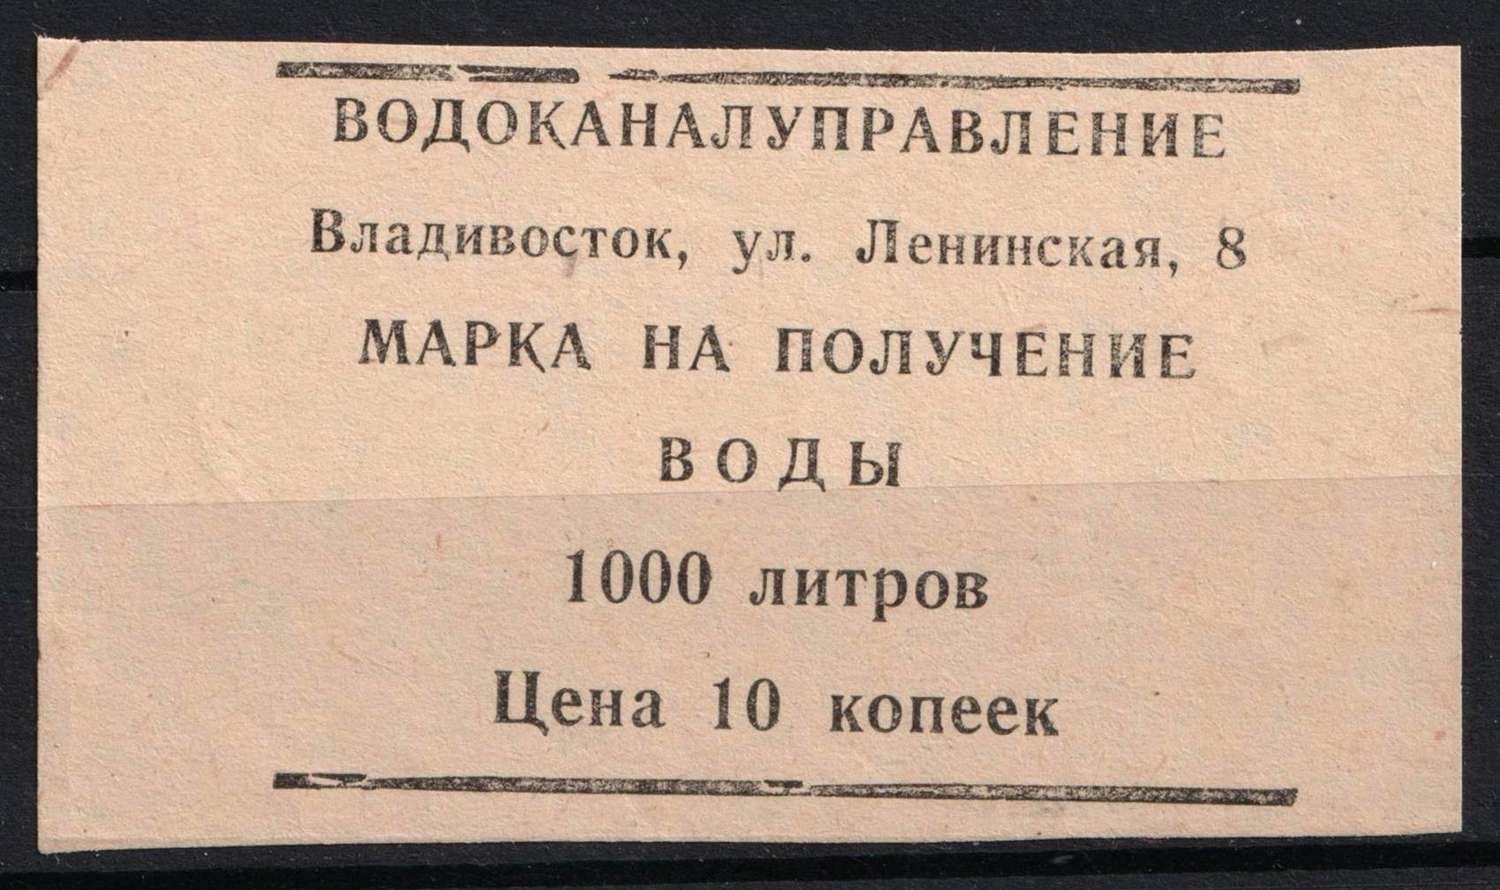 ВОДОКАНАЛУПРАВЛЕНИЕ
Владивосток, ул. Ленинская, 8
МАРКА НА ПОЛУЧЕНИЕ
ВОДЫ
1000 литров
Цена 10 копеек